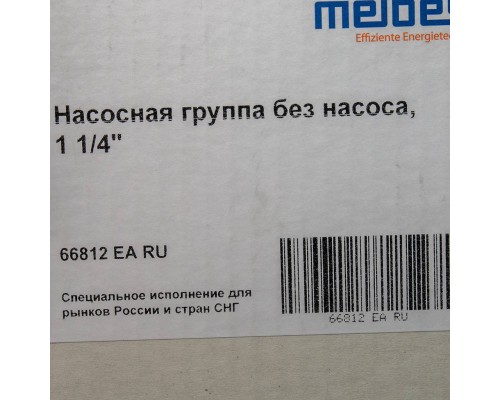 Effiziente
Насосная группа без насоса,
1 1/4"
66812 EA RU
Специальное исполнение для
рынков России и стран СНГ
66812 EA RU